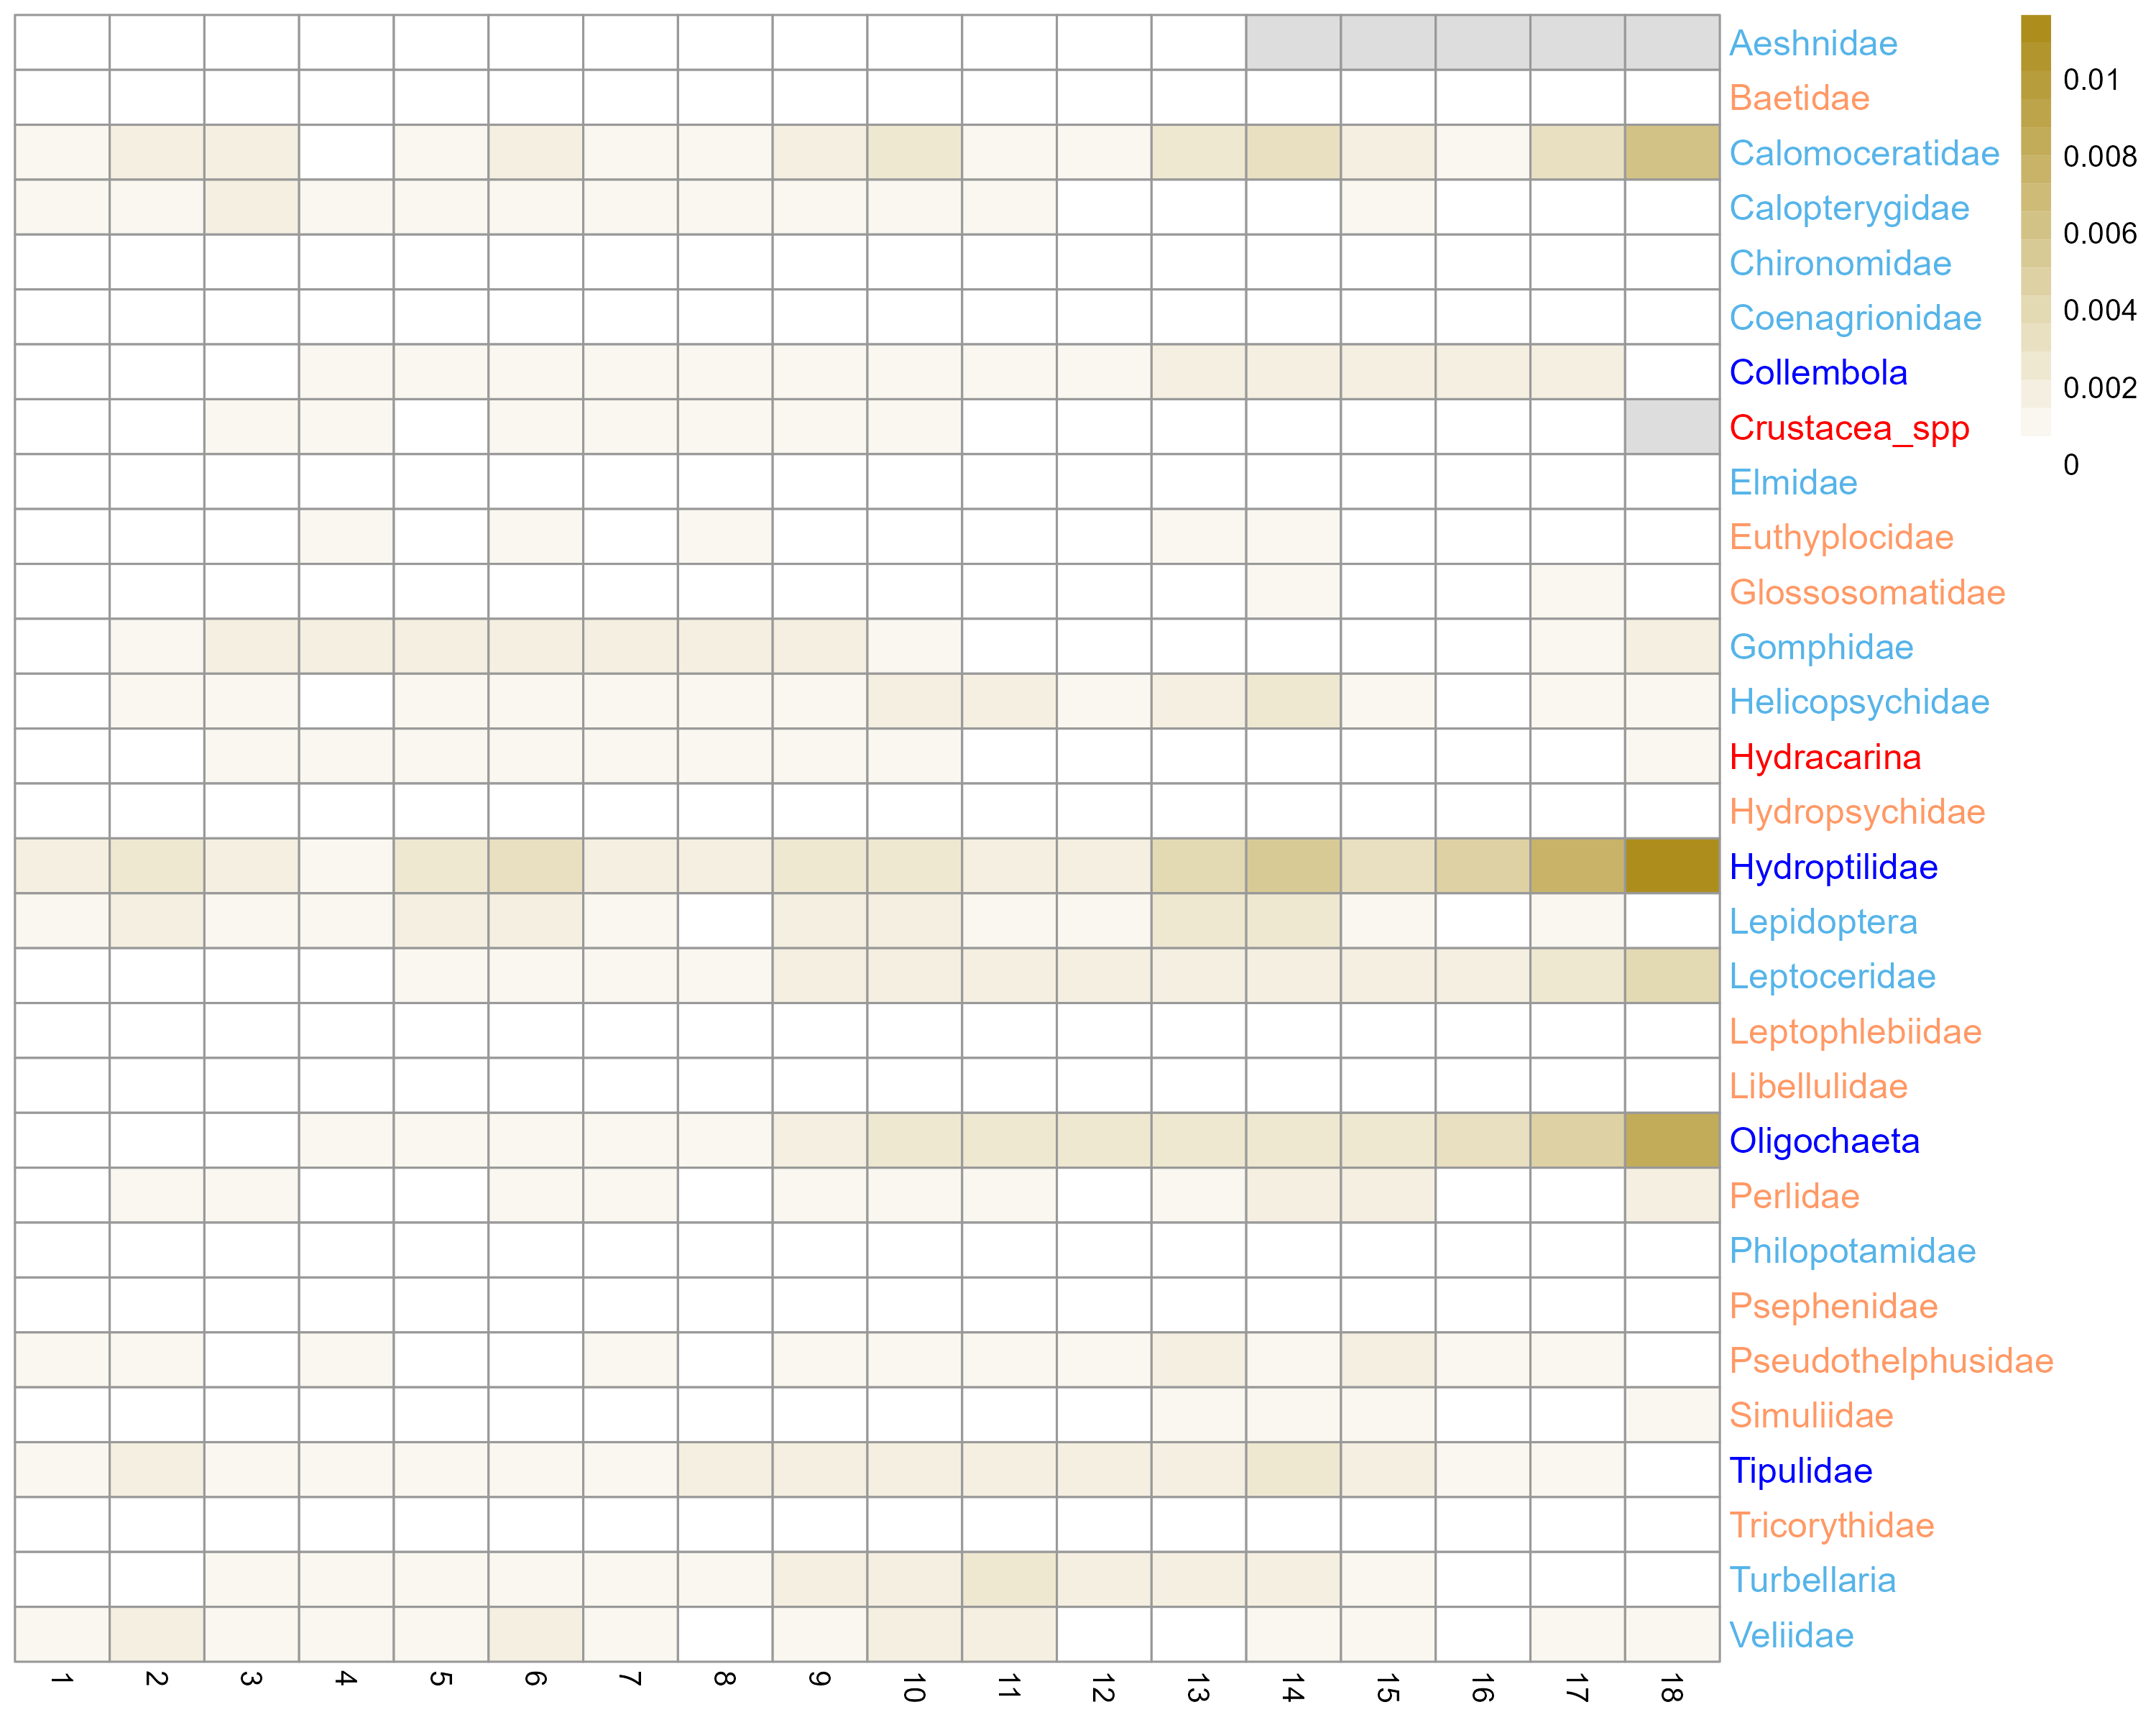 Aeshnidae
Baetidae
Calomoceratidae
Calopterygidae
Chironomidae
Coenagrionidae
Collembola
Crustacea_spp
Elmidae
Euthyplocidae
Glossosomatidae
Gomphidae
Helicopsychidae
Hydracarina
Hydropsychidae
Hydroptilidae
Lepidoptera
Leptoceridae
Leptophlebiidae
Libellulidae
Oligochaeta
Perlidae
Philopotamidae
Psephenidae
Pseudothelphusidae
Simuliidae
Tipulidae
Tricorythidae
Turbellaria
Veliidae
0.01
0.008
0.006
0.004
0.002
0
1
2
3
4
5
6
7
8
9
10
11
12
13
14
15
16
17
18